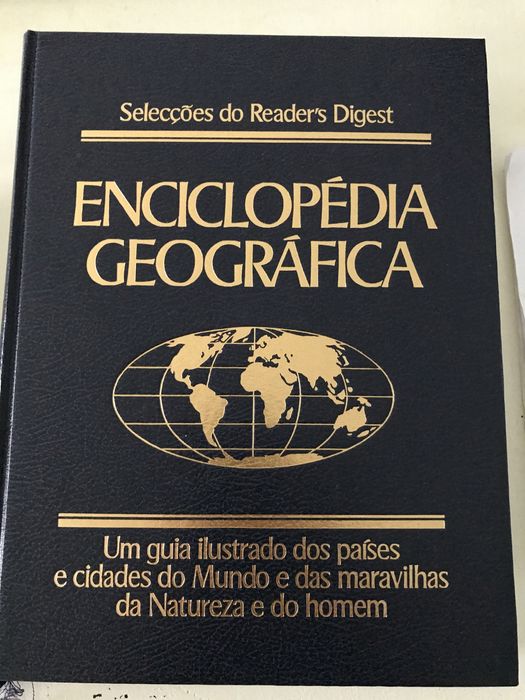 Selecções do Reader's Digest
ENCICLOPÉDIA
GEOGRÁFICA
Um guia ilustrado dos países
e cidades do Mundo e das maravilhas
da Natureza e do homem